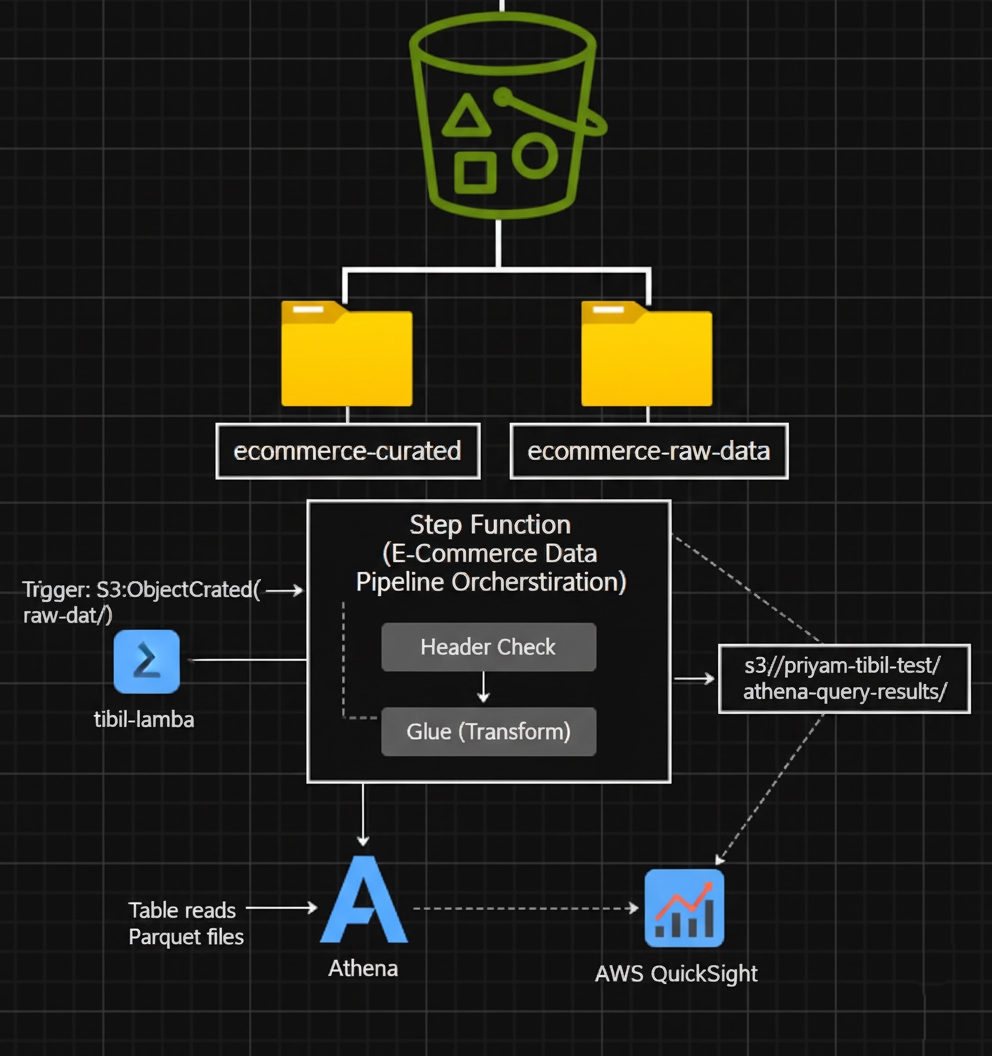 ecommerce-curated
ecommerce-raw-data
Step Function
(E-Commerce Data
Pipeline Orcherstiration)
Trigger: S3:ObjectCrated(
raw-dat/)
Header Check
Glue (Transform)
tibil-lamba
s3//priyam-tibil-test/
athena-query-results/
Table reads
Parquet files
Athena
AWS QuickSight